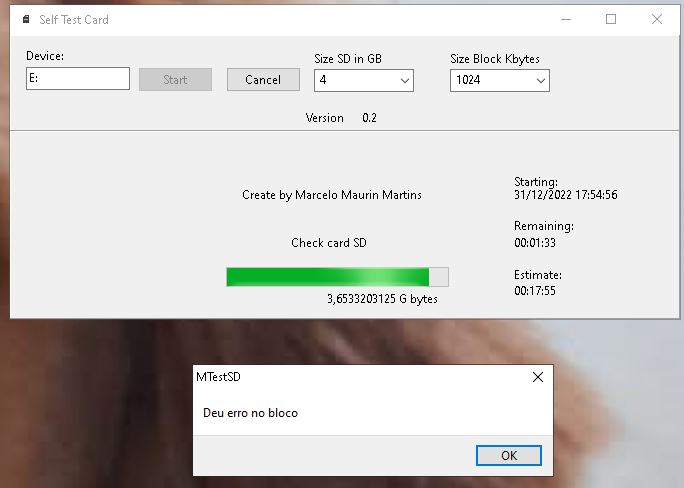 Self Test Card
Device:
E:
Start
Cancel
Size SD in GB
4
Size Block Kbytes
1024
Version 0.2
Create by Marcelo Maurin Martins
Starting:
31/12/2022 17:54:56
Remaining:
00:01:33
Check card SD
Estimate:
00:17:55
3,6533203125 G bytes
MTestSD
Deu erro no bloco
OK